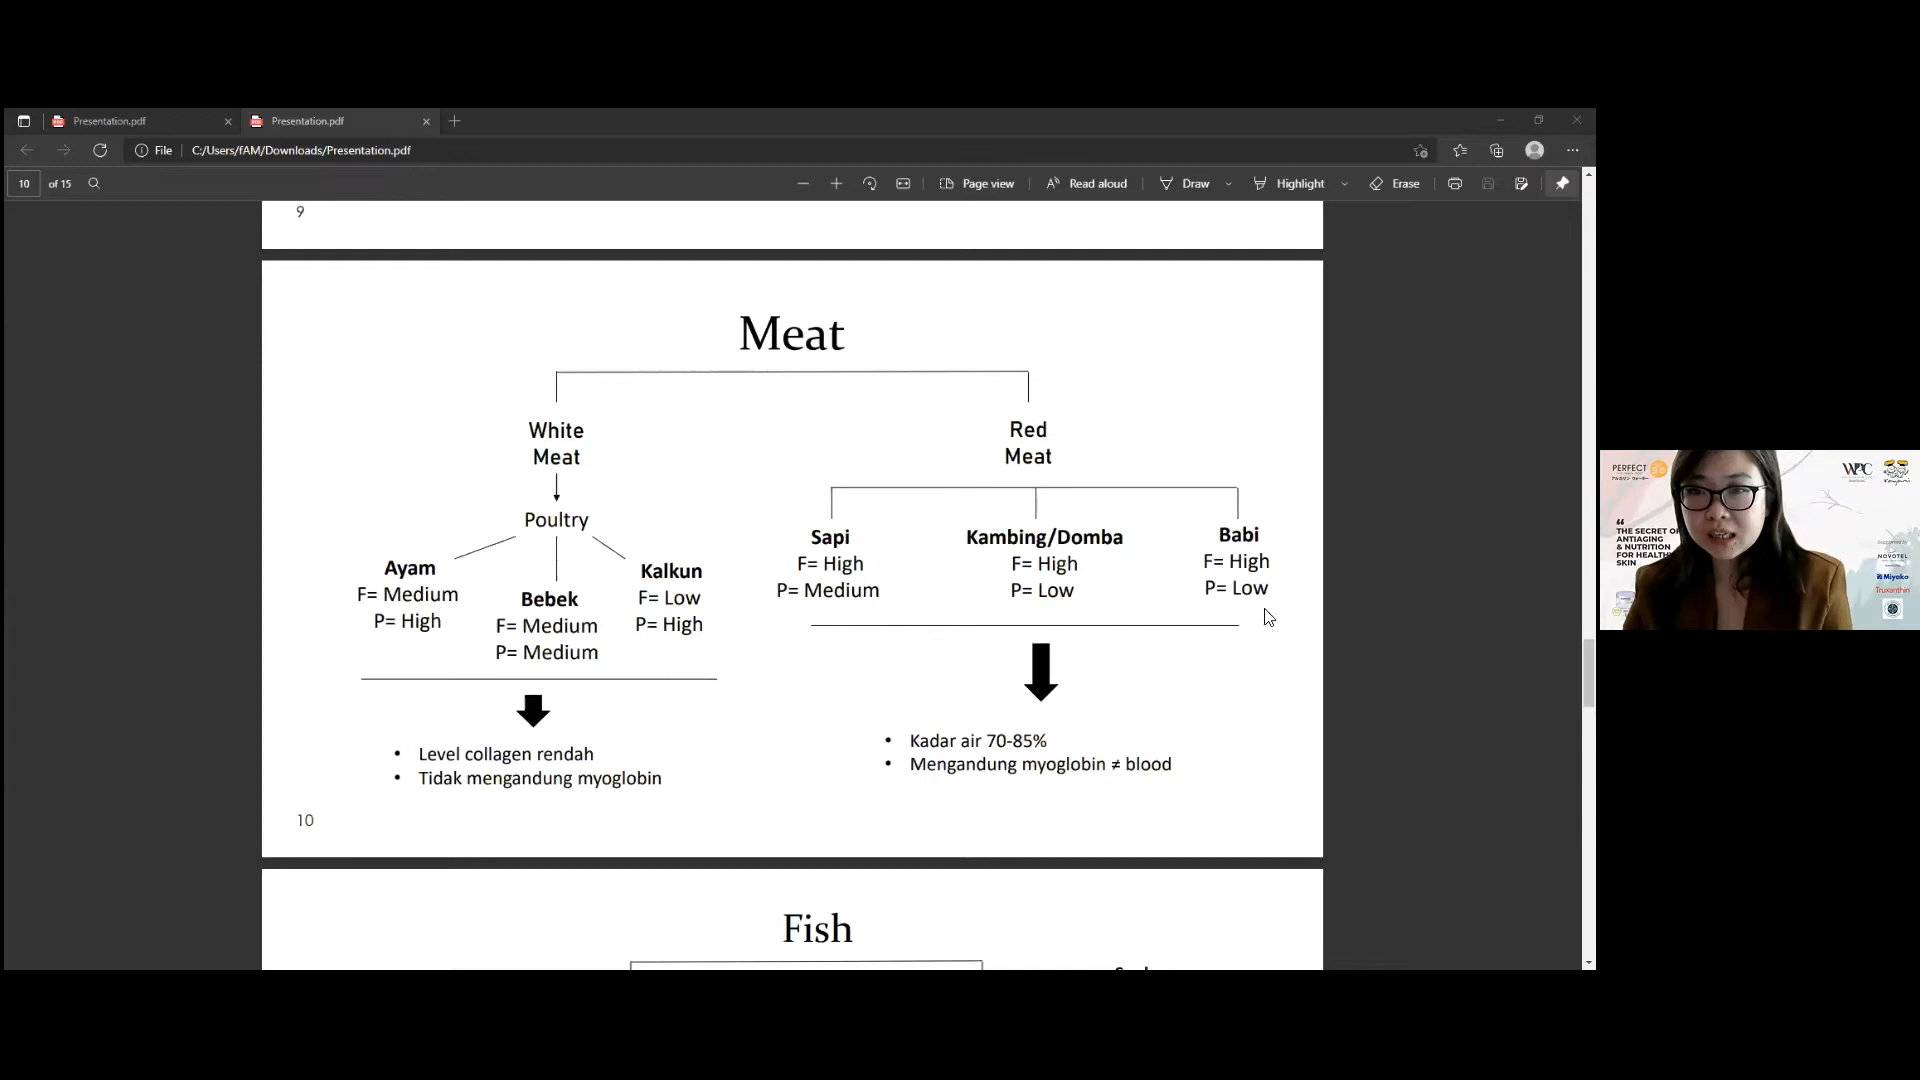 Presentation.pdf
Presentation.pdf
File
C:/Users/fAM/Downloads/Presentation.pdf
10 of 15
Page view
Read aloud
Draw
Highlight
Erase
9
Meat
White
Meat
Poultry
Ayam
F= Medium
P= High
Bebek
F= Medium
P= Medium
Kalkun
F= Low
P= High
• Level collagen rendah
• Tidak mengandung myoglobin
Red
Meat
Sapi
F= High
P= Medium
Kambing/Domba
F= High
P= Low
Babi
F= High
P= Low
• Kadar air 70-85%
• Mengandung myoglobin ≠ blood
10
Fish
PERFECT
“
THE SECRET OF
ANTIAGING
& NUTRITION
FOR HEALTHY
SKIN
WPC
NOVOTEL
Miyako
Truxanthin